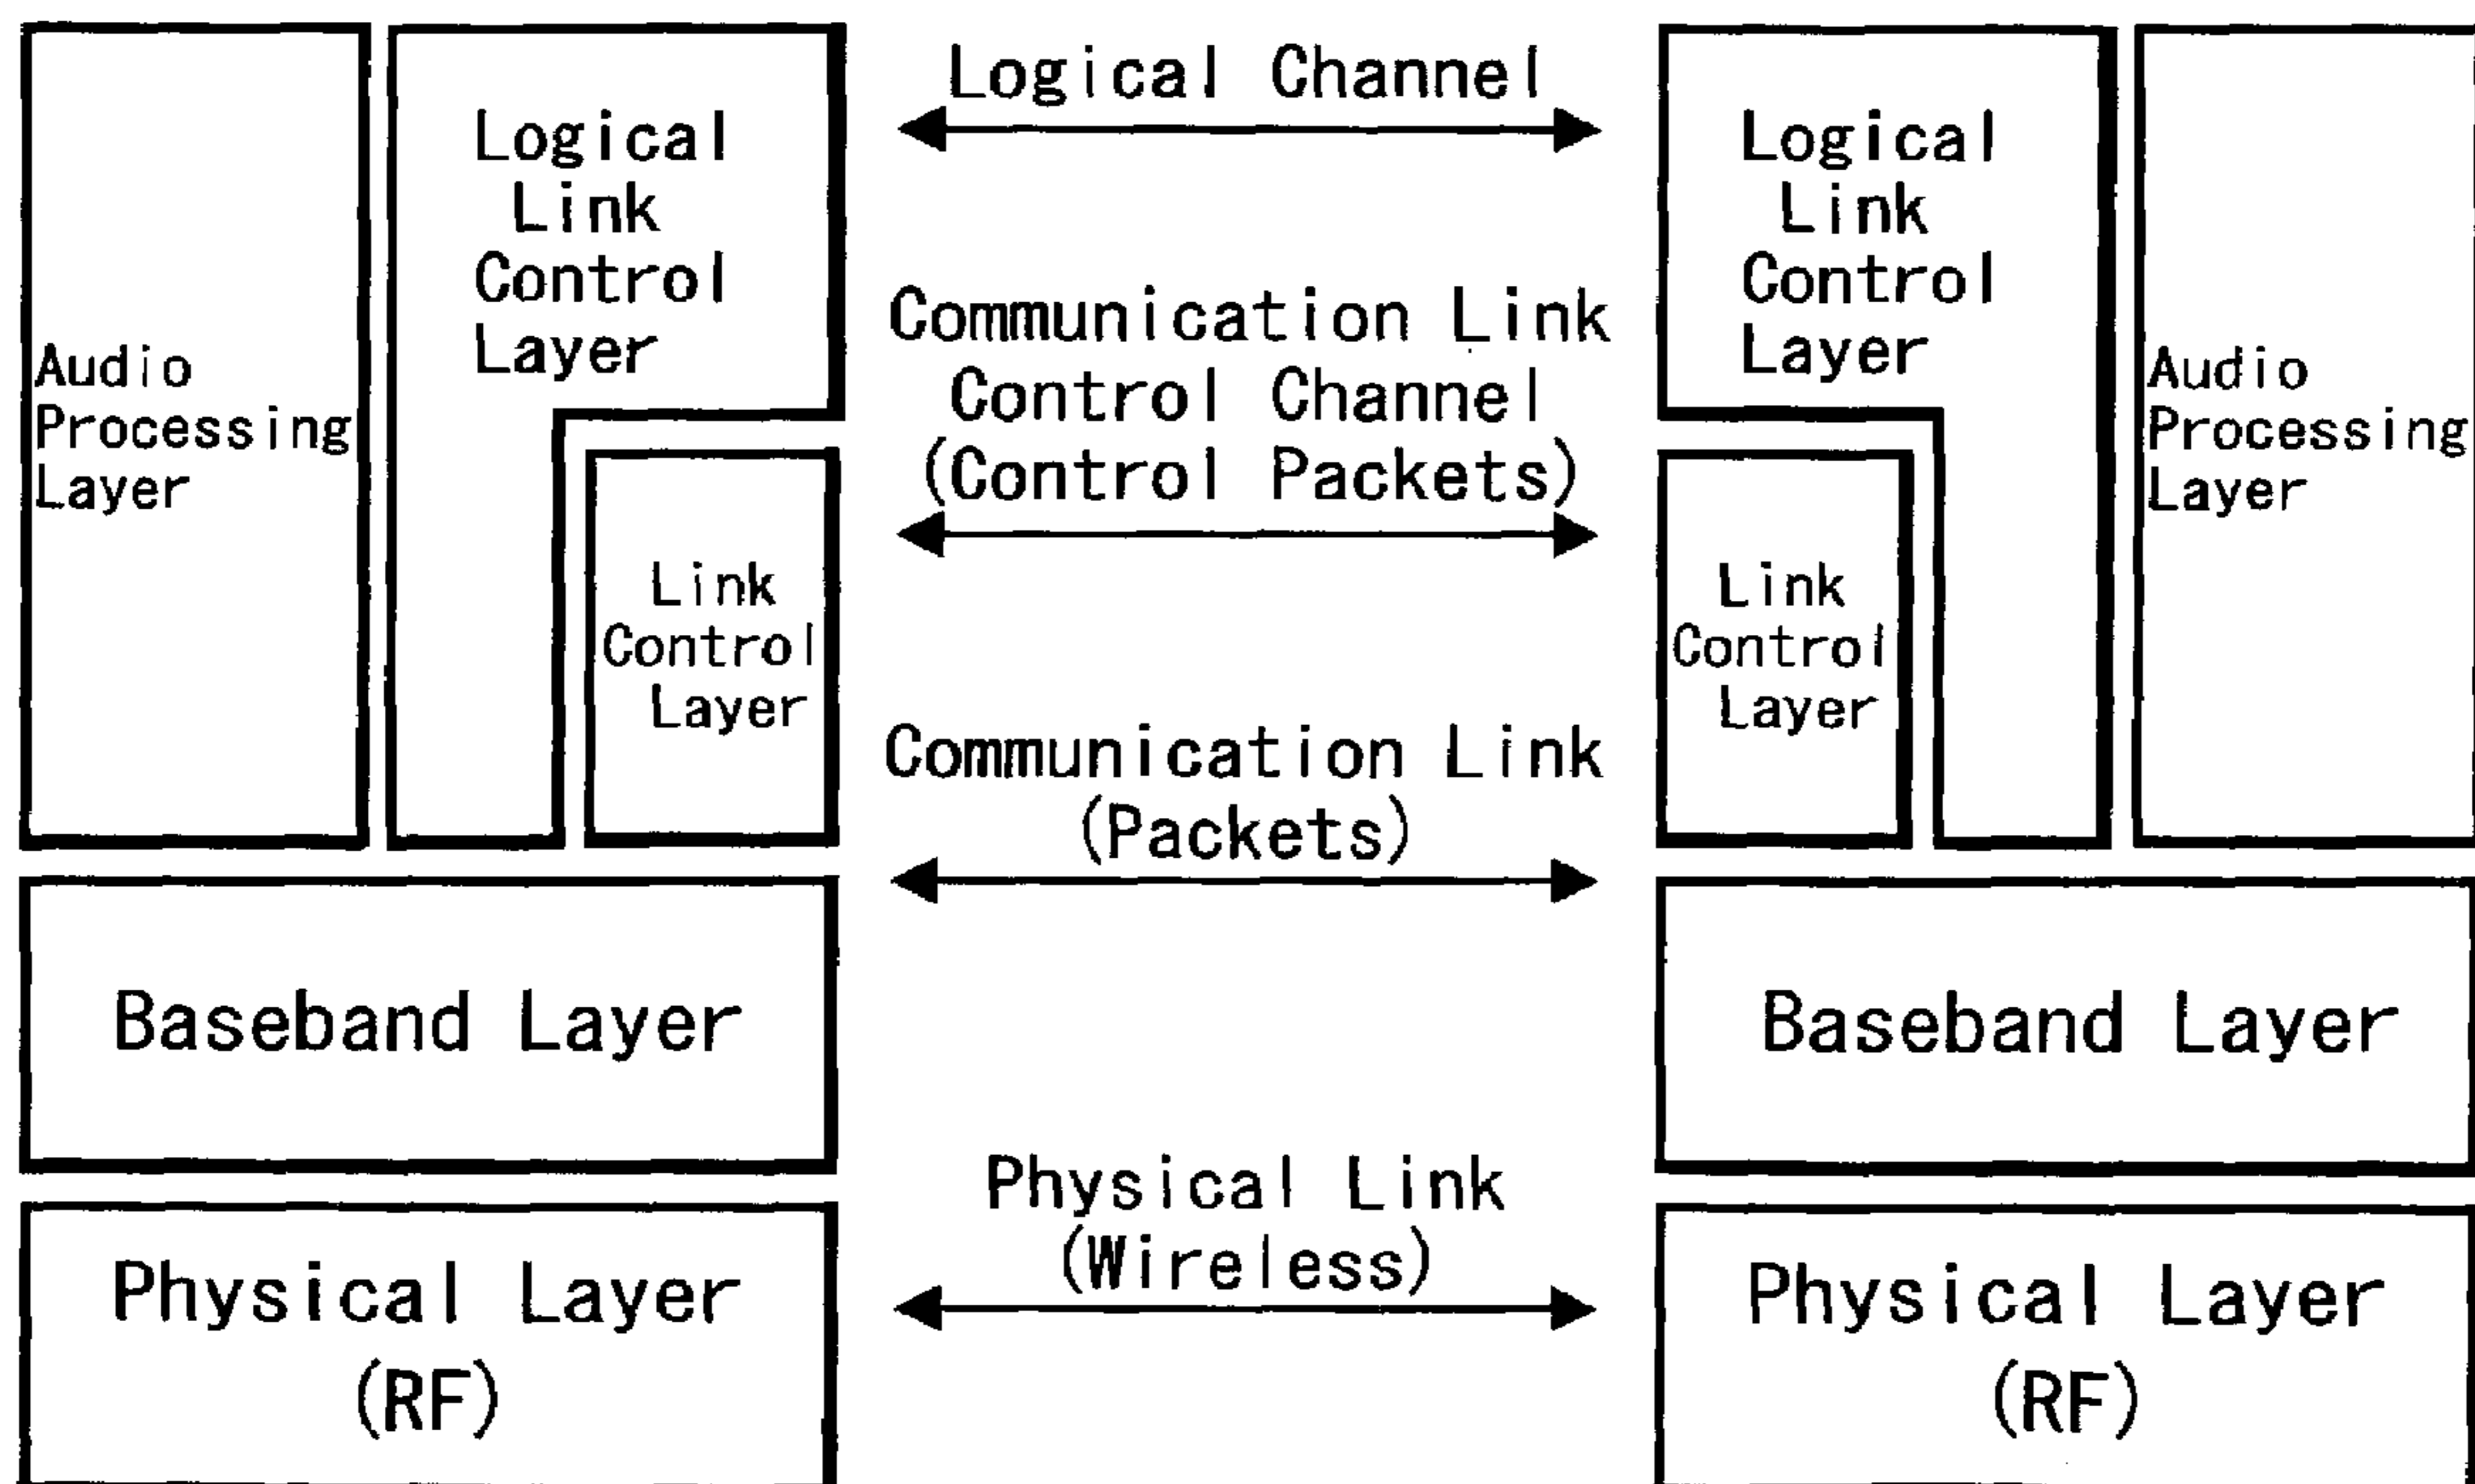 Audio
Processing
Layer
Logical
Link
Control
Layer
Link
Control
Layer
Baseband Layer
Physical Layer
(RF)
Logical Channel
Communication Link
Control Channel
(Control Packets)
Communication Link
(Packets)
Physical Link
(Wireless)
Logical
Link
Control
Layer
Link
Control
Layer
Audio
Processing
Layer
Baseband Layer
Physical Layer
(RF)